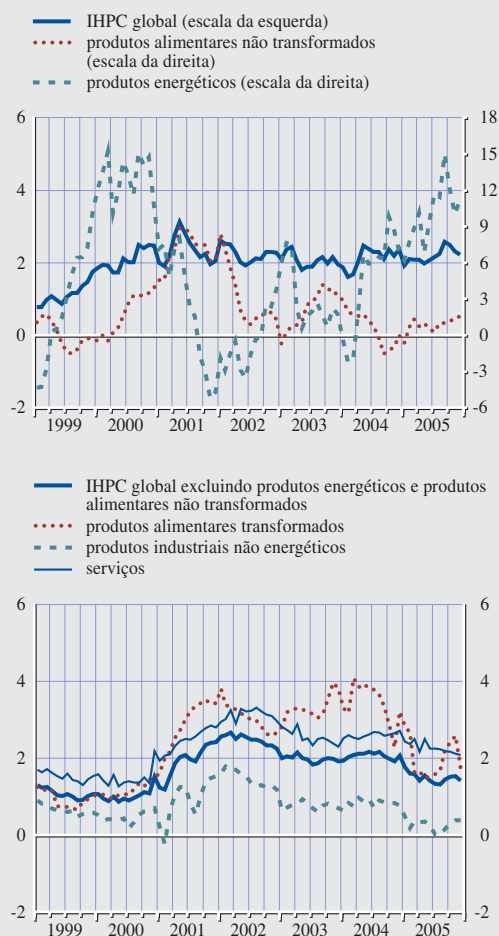 IHPC global (escala da esquerda)
produtos alimentares não transformados
(escala da direita)
produtos energéticos (escala da direita)
6 18
15
4 12
9
2 6
3
0 0
-3
-2 -6
1999 2000 2001 2002 2003 2004 2005
IHPC global excluindo produtos energéticos e produtos
alimentares não transformados
produtos alimentares transformados
produtos industriais não energéticos
serviços
6 6
4 4
2 2
0 0
-2 -2
1999 2000 2001 2002 2003 2004 2005